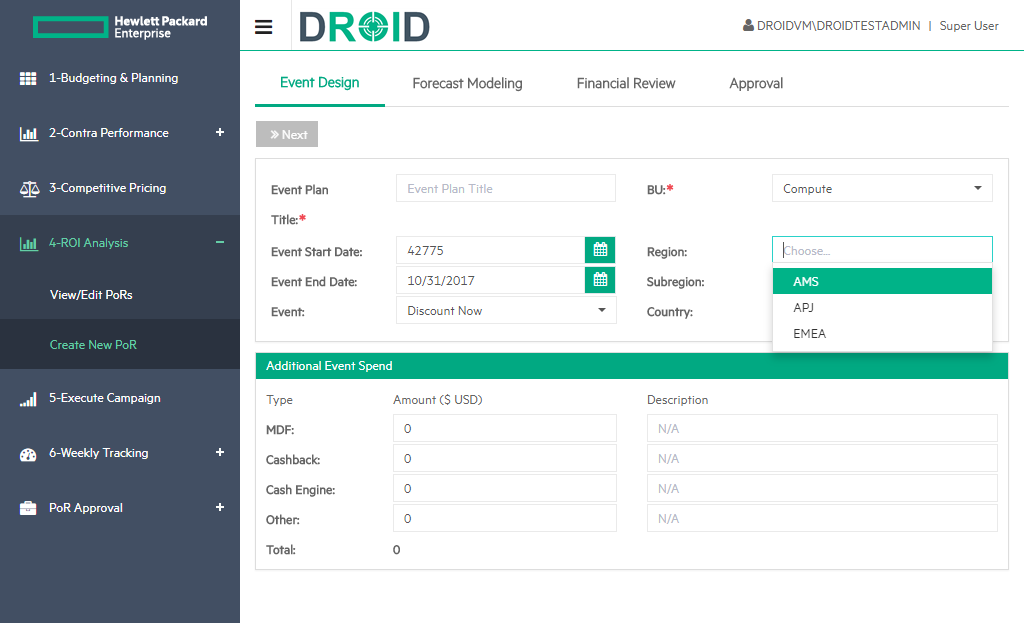 Hewlett Packard
Enterprise
DROID
DROIDVM\DROIDTESTADMIN | Super User
1-Budgeting & Planning
2-Contra Performance +
3-Competitive Pricing
4-ROI Analysis −
View/Edit PoRs
Create New PoR
5-Execute Campaign
6-Weekly Tracking +
PoR Approval +
Event Design Forecast Modeling Financial Review Approval
» Next
Event Plan Title:* Event Plan Title BU:* Compute
Event Start Date: 42775 Region: Choose...
AMS
APJ
EMEA
Event End Date: 10/31/2017 Subregion:
Event: Discount Now Country:
Additional Event Spend
Type Amount ($ USD) Description
MDF: 0 N/A
Cashback: 0 N/A
Cash Engine: 0 N/A
Other: 0 N/A
Total: 0